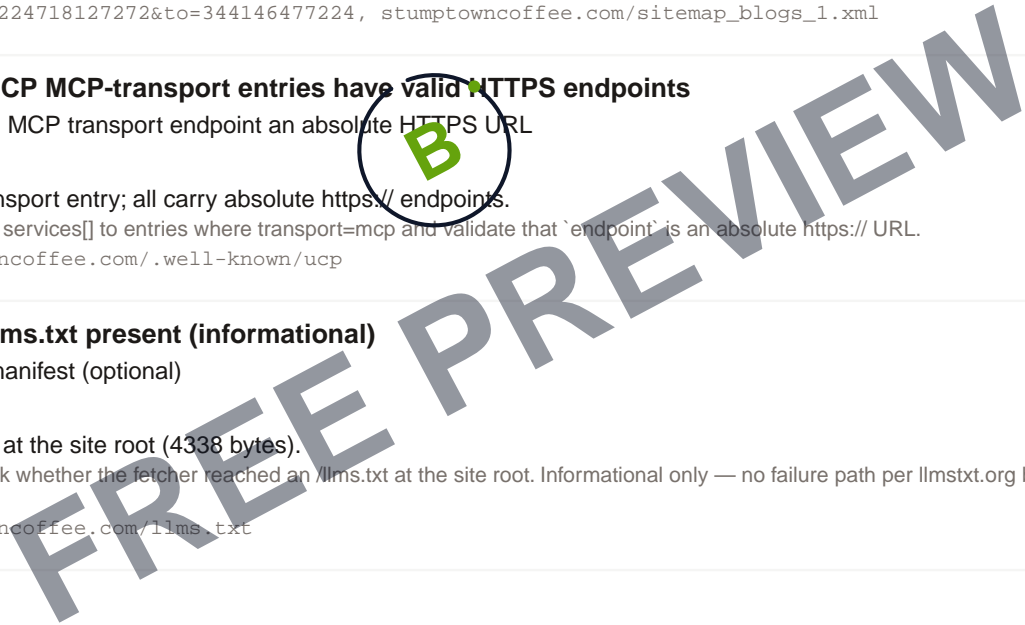 224718127272&to=344146477224, stumptowncoffee.com/sitemap_blogs_1.xml
CP MCP-transport entries have valid HTTPS endpoints
MCP transport endpoint an absolute HTTPS URL
B
nsport entry; all carry absolute https:// endpoints.
services[] to entries where transport=mcp and validate that `endpoint` is an absolute https:// URL.
ncoffee.com/.well-known/ucp
lms.txt present (informational)
manifest (optional)
at the site root (4338 bytes).
k whether the fetcher reached an /llms.txt at the site root. Informational only — no failure path per llmstxt.org
ncoffee.com/llms.txt
FREE PREVIEW